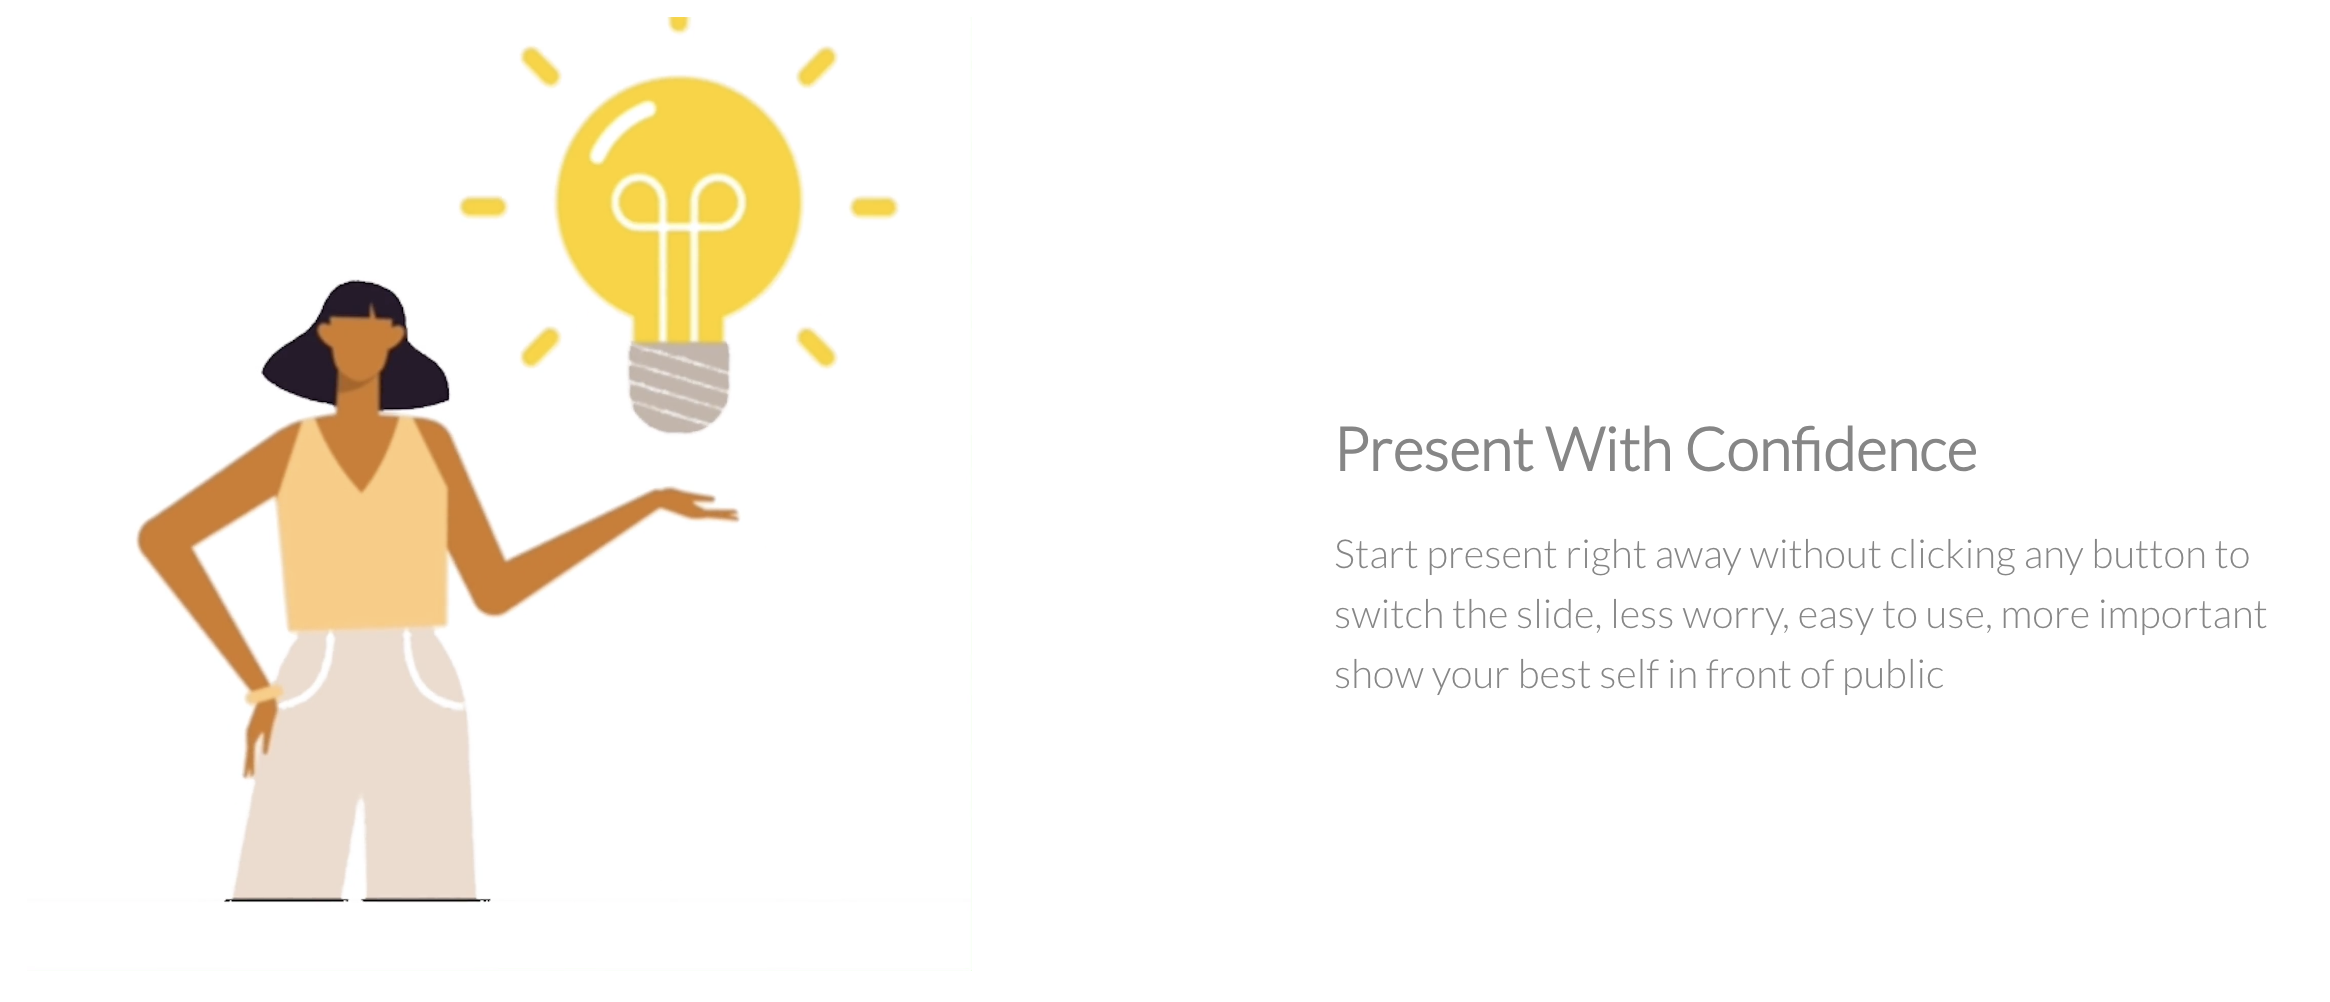 Present With Confidence
Start present right away without clicking any button to
switch the slide, less worry, easy to use, more important
show your best self in front of public